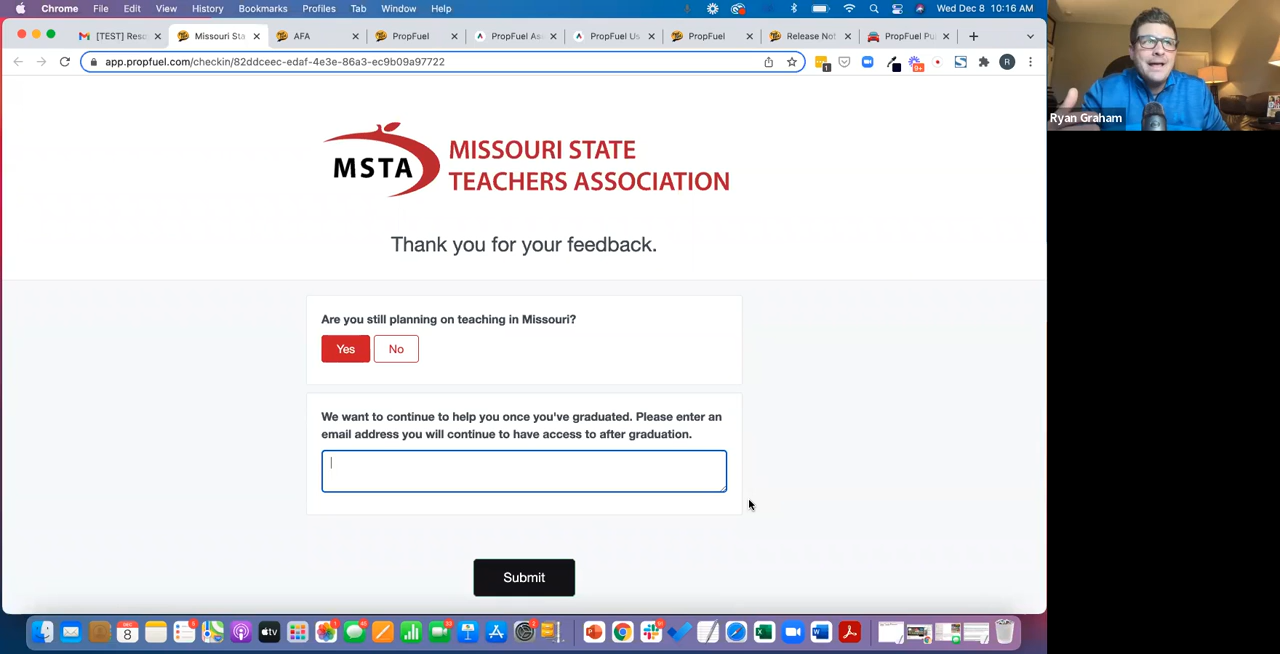 Chrome File Edit View History Bookmarks Profiles Tab Window Help
Wed Dec 8 10:16 AM
[TEST] Reso
Missouri Sta
AFA
PropFuel
PropFuel As
PropFuel Us
PropFuel
Release Not
PropFuel Pu
app.propfuel.com/checkin/82ddceec-edaf-4e3e-86a3-ec9b09a97722
R
Ryan Graham
MSTA
MISSOURI STATE
TEACHERS ASSOCIATION
Thank you for your feedback.
Are you still planning on teaching in Missouri?
Yes
No
We want to continue to help you once you've graduated. Please enter an
email address you will continue to have access to after graduation.
Submit